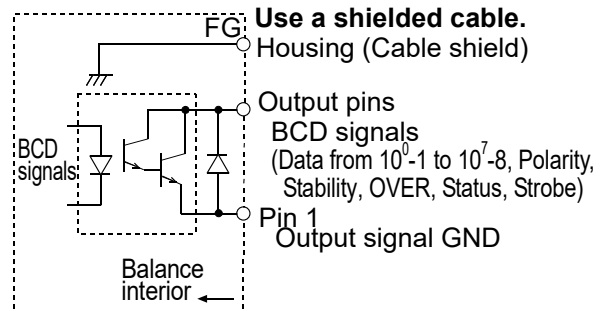 Use a shielded cable.
FG
Housing (Cable shield)
Output pins
BCD signals
(Data from 10⁰-1 to 10⁷-8, Polarity,
Stability, OVER, Status, Strobe)
BCD
signals
Pin 1
Output signal GND
Balance
interior